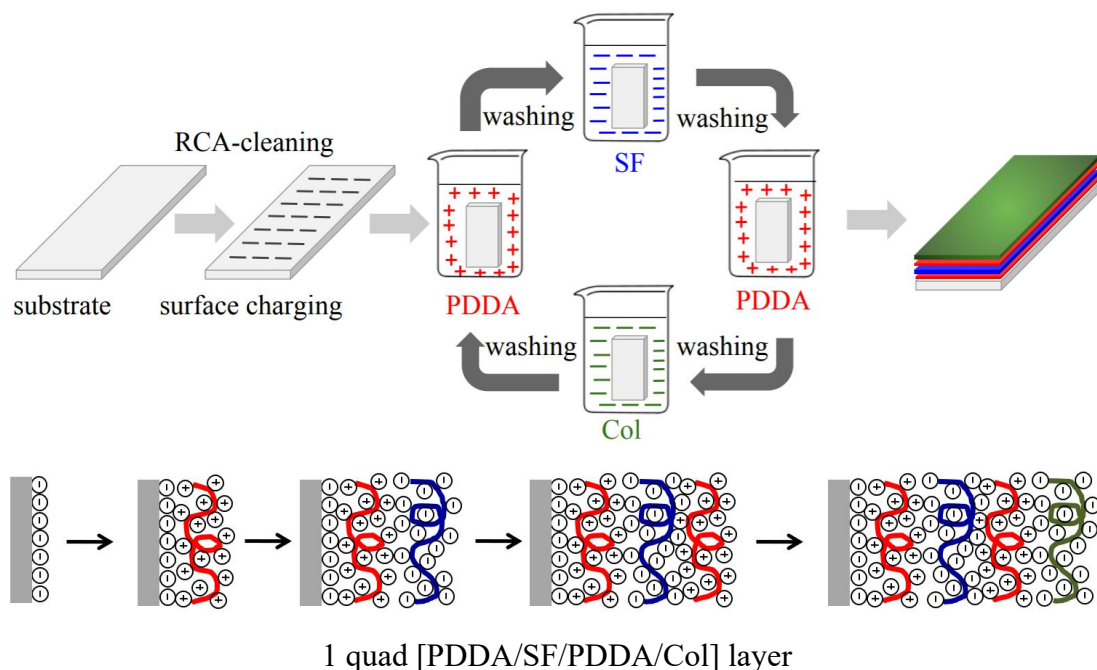 washing
washing
SF
RCA-cleaning
substrate
surface charging
PDDA
PDDA
washing
washing
Col
1 quad [PDDA/SF/PDDA/Col] layer